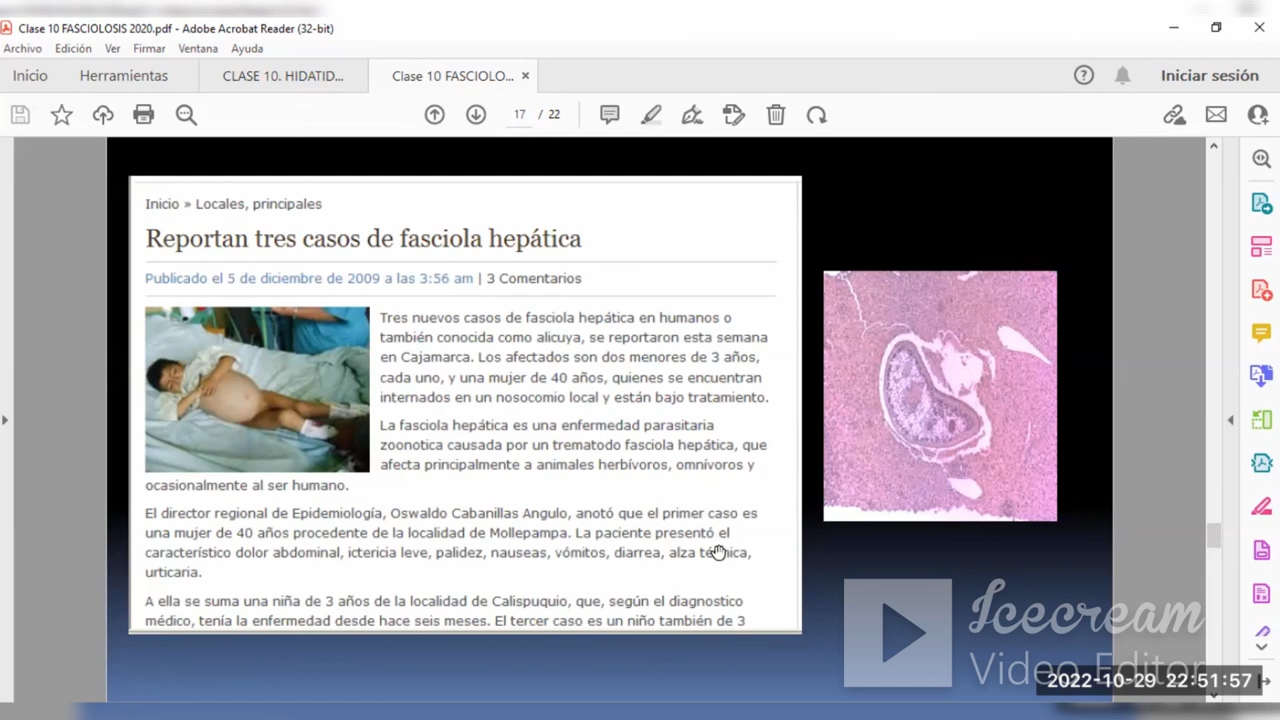 Clase 10 FASCIOLOSIS 2020.pdf - Adobe Acrobat Reader (32-bit)
Archivo Edición Ver Firmar Ventana Ayuda
Inicio Herramientas CLASE 10. HIDATID... Clase 10 FASCIOLO... × Iniciar sesión
17 / 22
Inicio » Locales, principales
Reportan tres casos de fasciola hepática
Publicado el 5 de diciembre de 2009 a las 3:56 am | 3 Comentarios
Tres nuevos casos de fasciola hepática en humanos o
también conocida como alicuya, se reportaron esta semana
en Cajamarca. Los afectados son dos menores de 3 años,
cada uno, y una mujer de 40 años, quienes se encuentran
internados en un nosocomio local y están bajo tratamiento.
La fasciola hepática es una enfermedad parasitaria
zoonotica causada por un trematodo fasciola hepática, que
afecta principalmente a animales herbívoros, omnívoros y
ocasionalmente al ser humano.
El director regional de Epidemiología, Oswaldo Cabanillas Angulo, anotó que el primer caso es
una mujer de 40 años procedente de la localidad de Mollepampa. La paciente presentó el
característico dolor abdominal, ictericia leve, palidez, nauseas, vómitos, diarrea, alza térmica,
urticaria.
A ella se suma una niña de 3 años de la localidad de Calispuquio, que, según el diagnostico
médico, tenía la enfermedad desde hace seis meses. El tercer caso es un niño también de 3
Icecream
Video Editor
2022-10-29 22:51:57